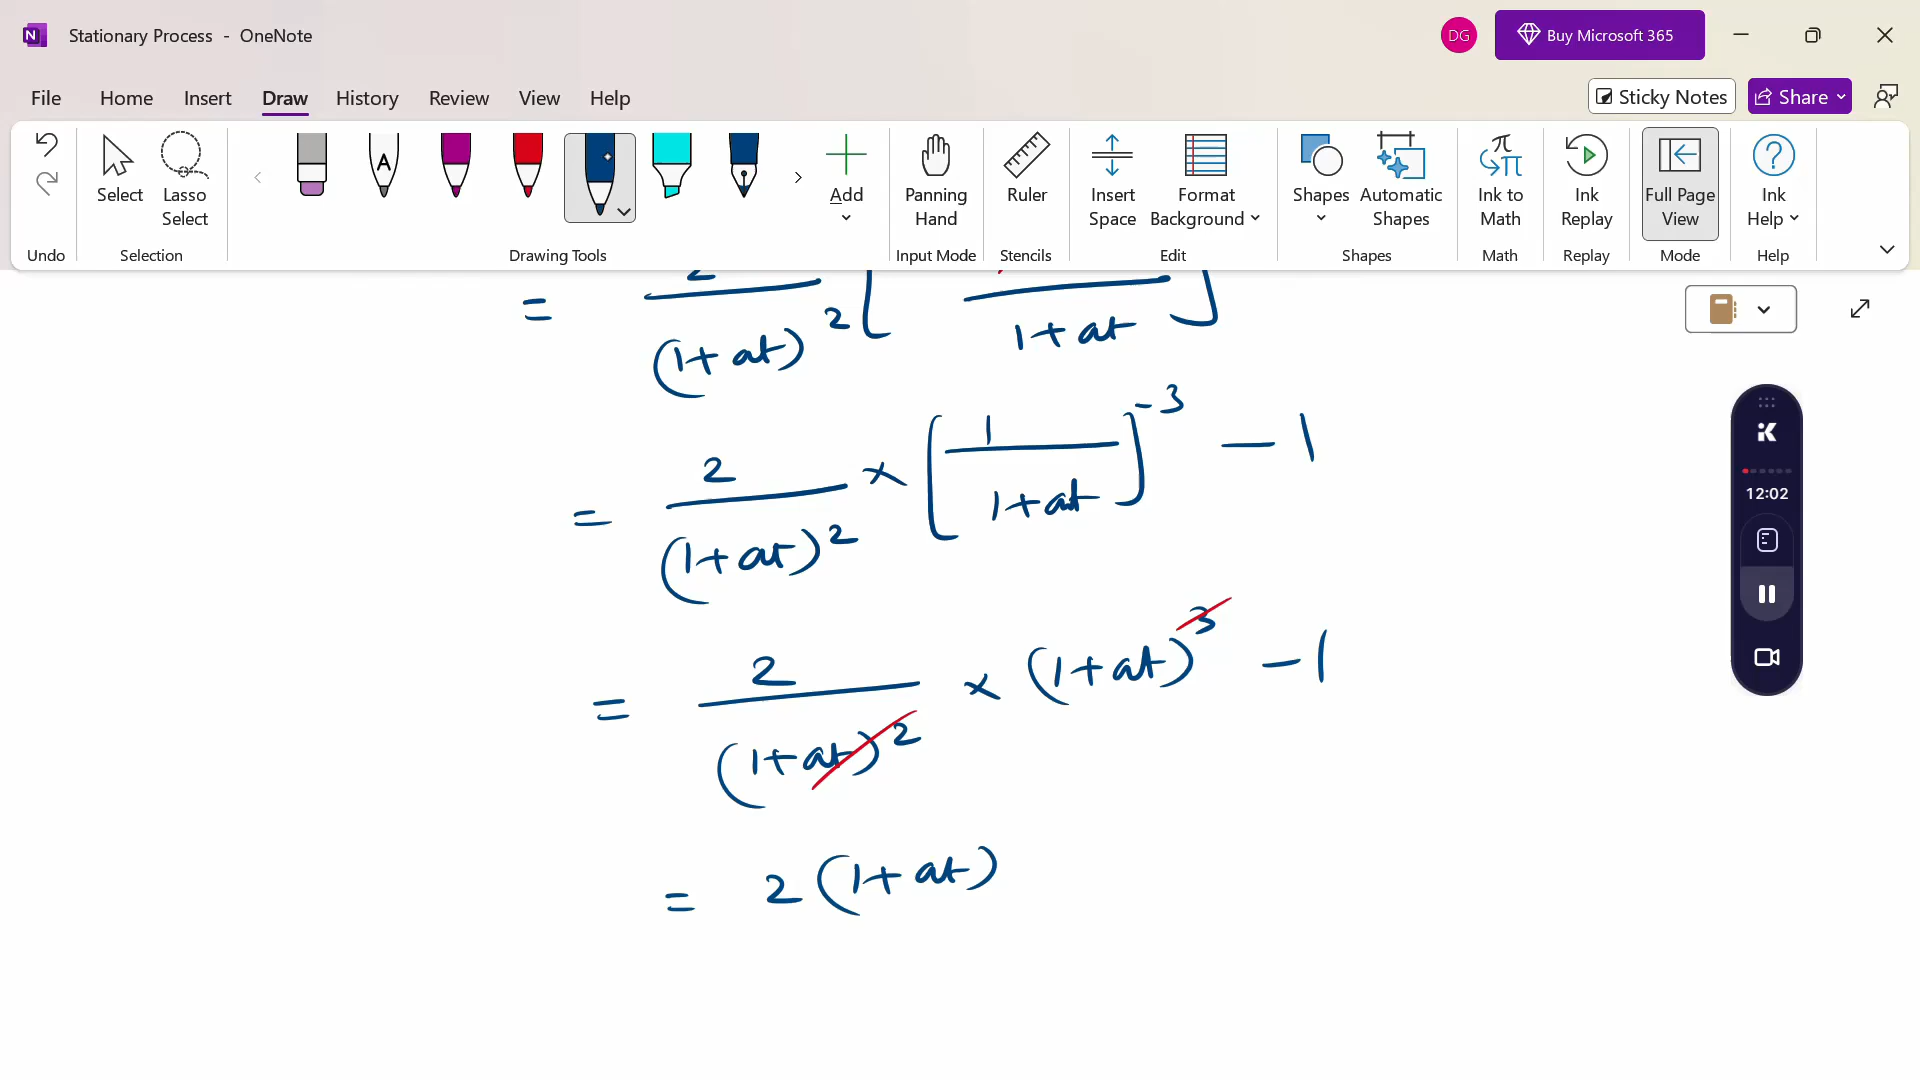 Stationary Process - OneNote
DG
Buy Microsoft 365
File Home Insert Draw History Review View Help
Sticky Notes
Share
Select
Lasso Select
A
Add
Panning Hand
Ruler
Insert Space
Format Background
Shapes
Automatic Shapes
Ink to Math
Ink Replay
Full Page View
Ink Help
Undo
Selection
Drawing Tools
Input Mode
Stencils
Edit
Shapes
Math
Replay
Mode
Help
12:02
= 2/(1+at)^2 [ /(1+at)]
= 2/(1+at)^2 × [1/(1+at)]^-3 - 1
= 2/(1+at)^2 × (1+at)^3 - 1
= 2(1+at)